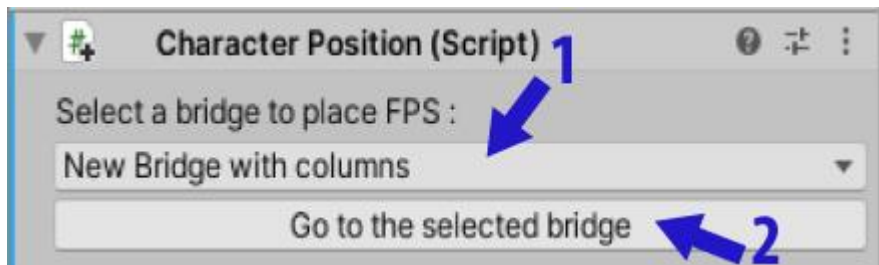 Character Position (Script)
1
Select a bridge to place FPS :
New Bridge with columns
Go to the selected bridge
2